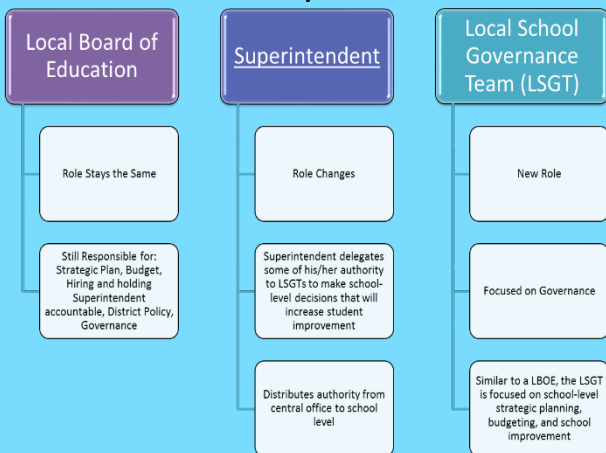 Local Board of
Education
Role Stays the Same
Still Responsible for:
Strategic Plan, Budget,
Hiring and holding
Superintendent
accountable, District Policy,
Governance
Superintendent
Role Changes
Superintendent delegates
some of his/her authority
to LSGTs to make school-
level decisions that will
increase student
improvement
Distributes authority from
central office to school
level
Local School
Governance
Team (LSGT)
New Role
Focused on Governance
Similar to a LBOE, the LSGT
is focused on school-level
strategic planning,
budgeting, and school
improvement